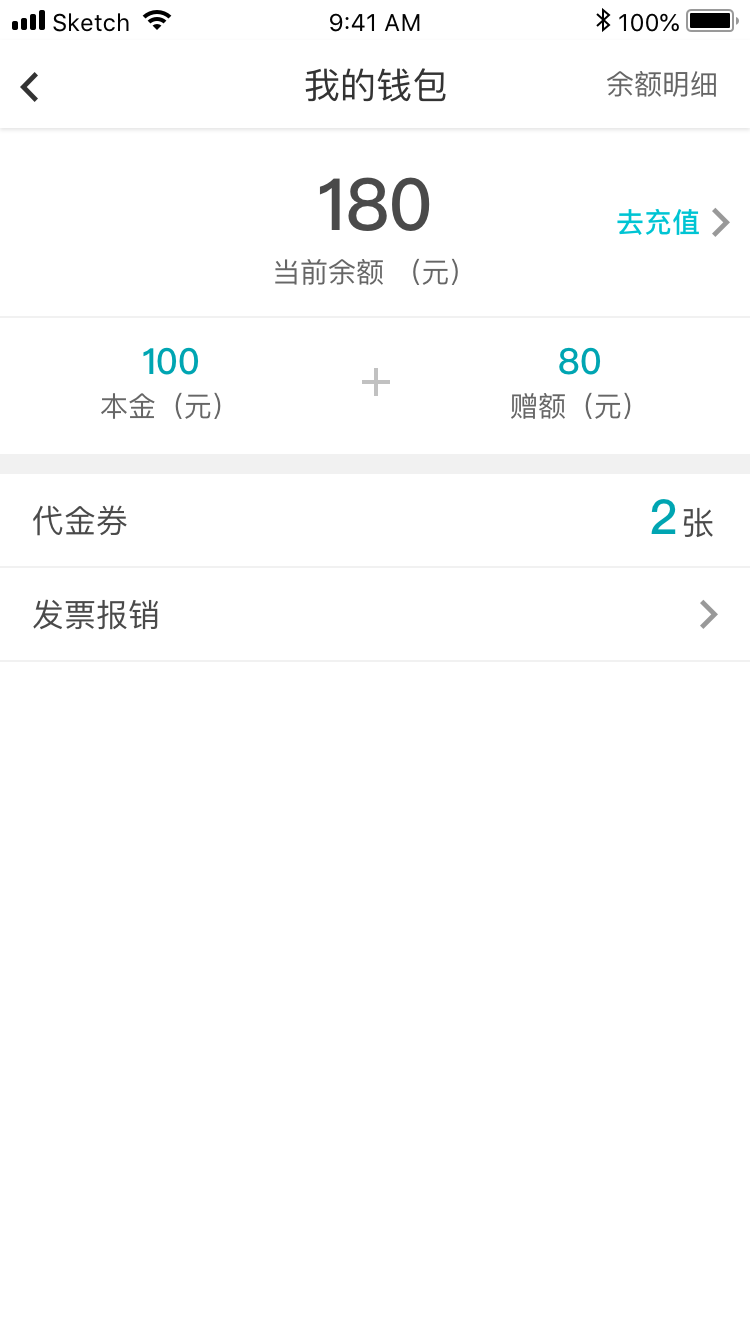 Sketch 9:41 AM 100%
我的钱包 余额明细
180
去充值
当前余额 （元）
100 + 80
本金（元） 赠额（元）
代金券 2张
发票报销